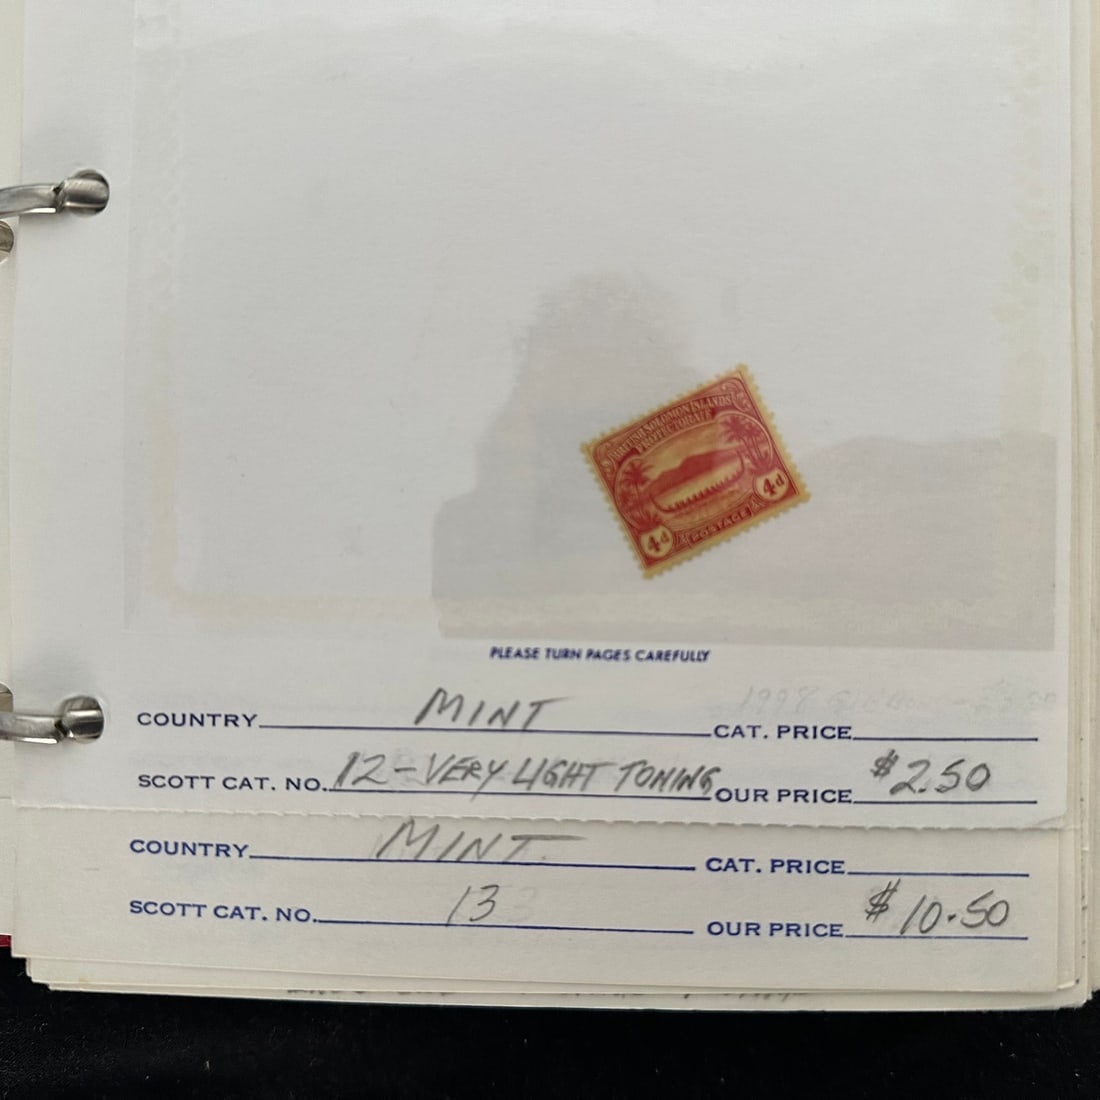 BRITISH SOLOMON ISLANDS
PROTECTORATE
4d
4d
POSTAGE
PLEASE TURN PAGES CAREFULLY
COUNTRY MINT CAT. PRICE
SCOTT CAT. NO. 12-VERY LIGHT TONING OUR PRICE $2.50
COUNTRY MINT CAT. PRICE
SCOTT CAT. NO. 13 OUR PRICE $10.50